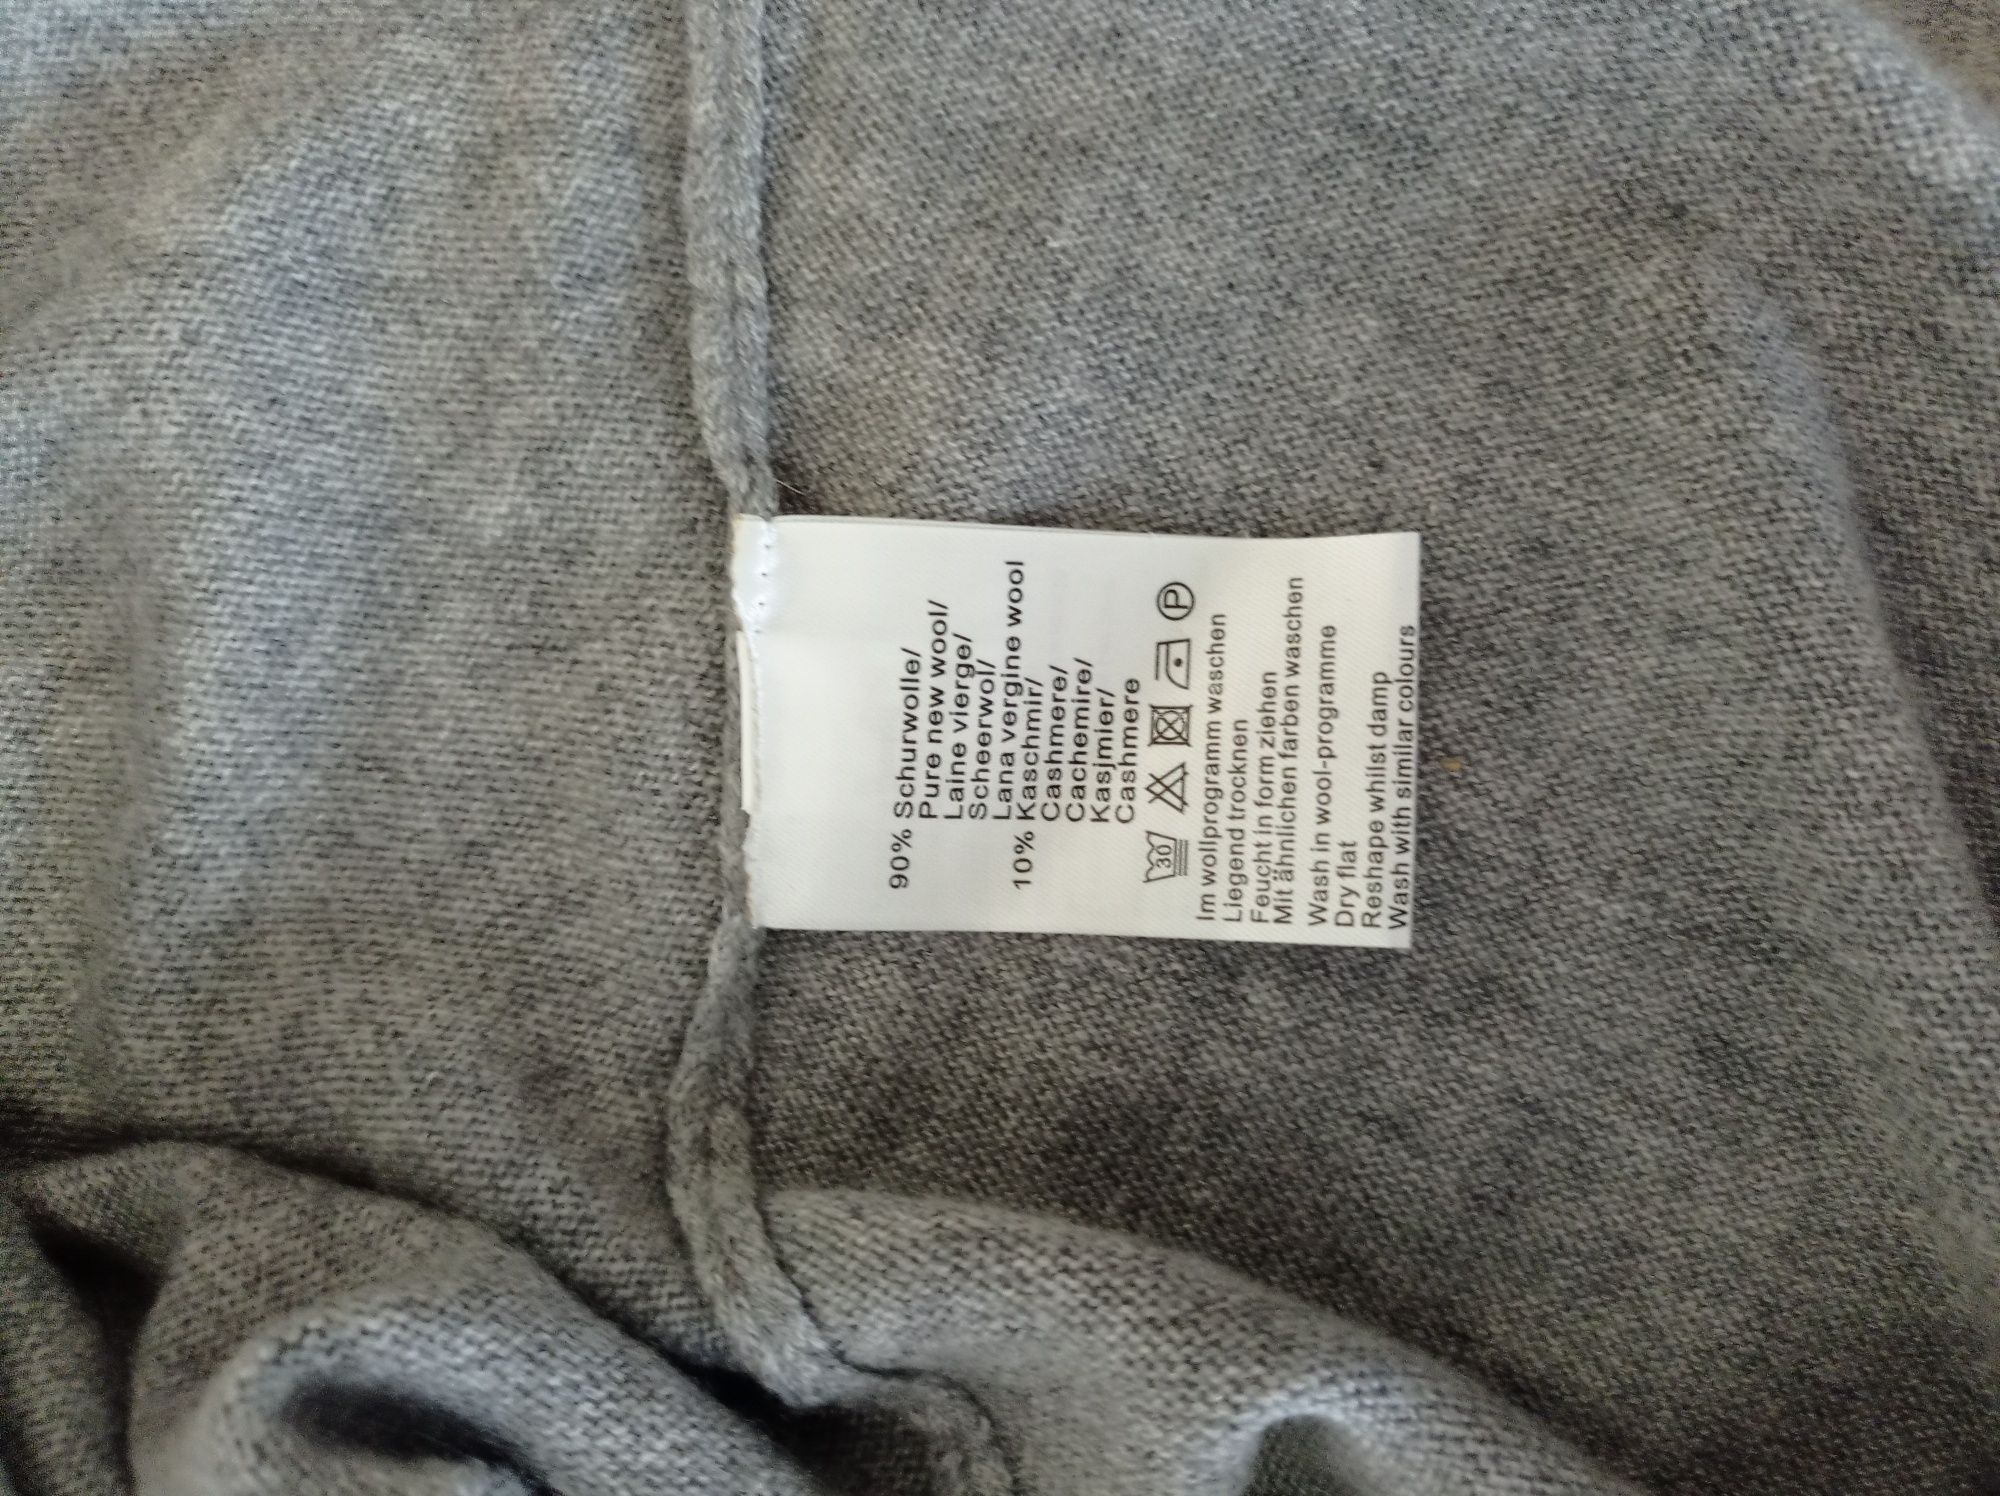 90% Schurwolle/
Pure new wool/
Laine vierge/
Scheerwol/
Lana vergine wool
10% Kaschmir/
Cashmere/
Cachemire/
Kasjmier/
Cashmere
30 P
Im wollprogramm waschen
Liegend trocknen
Feucht in form ziehen
Mit ähnlichen farben waschen
Wash in wool-programme
Dry flat
Reshape whilst damp
Wash with similar colours